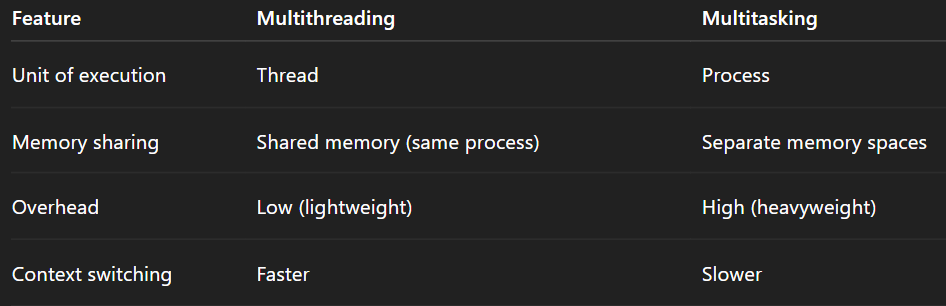 Feature Multithreading Multitasking
Unit of execution Thread Process
Memory sharing Shared memory (same process) Separate memory spaces
Overhead Low (lightweight) High (heavyweight)
Context switching Faster Slower